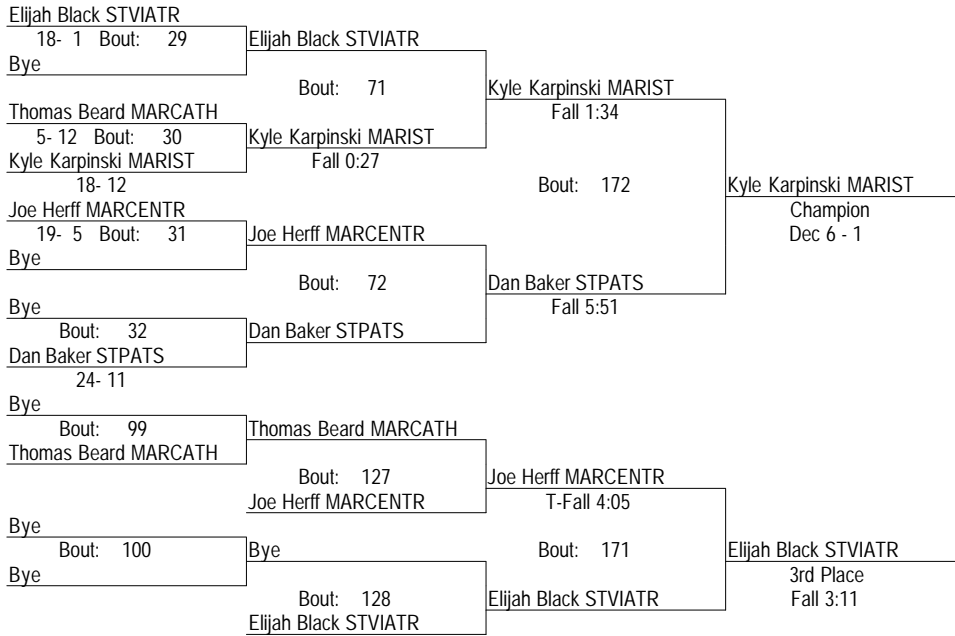 Elijah Black STVIATR
18- 1 Bout: 29
Elijah Black STVIATR
Bye
Bout: 71
Kyle Karpinski MARIST
Thomas Beard MARCATH
Fall 1:34
5- 12 Bout: 30
Kyle Karpinski MARIST
Kyle Karpinski MARIST
Fall 0:27
18- 12
Bout: 172
Kyle Karpinski MARIST
Joe Herff MARCENTR
Champion
19- 5 Bout: 31
Joe Herff MARCENTR
Dec 6 - 1
Bye
Bout: 72
Dan Baker STPATS
Bye
Fall 5:51
Bout: 32
Dan Baker STPATS
Dan Baker STPATS
24- 11
Bye
Bout: 99
Thomas Beard MARCATH
Thomas Beard MARCATH
Bout: 127
Joe Herff MARCENTR
Joe Herff MARCENTR
T-Fall 4:05
Bye
Bout: 100
Bye
Bout: 171
Elijah Black STVIATR
Bye
3rd Place
Bout: 128
Elijah Black STVIATR
Fall 3:11
Elijah Black STVIATR